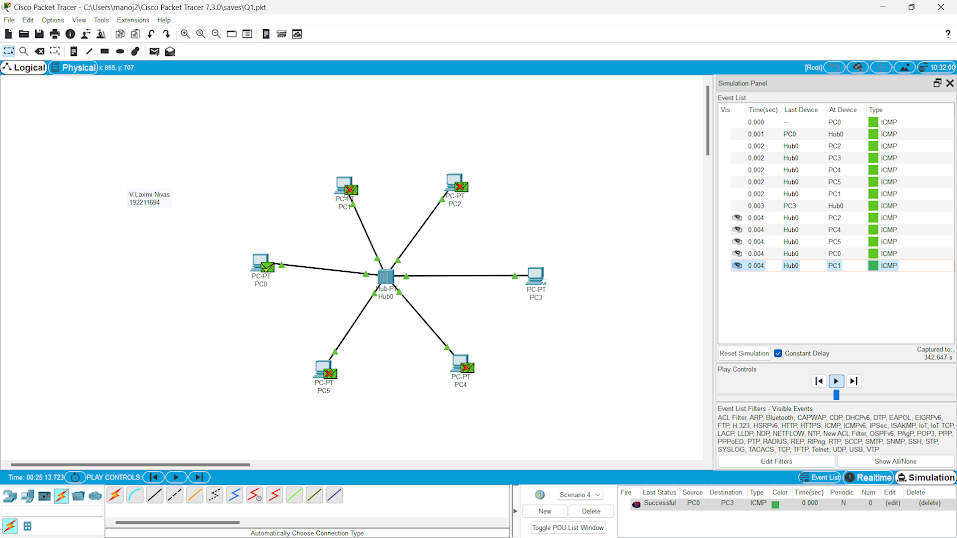 Cisco Packet Tracer - C:\Users\manoj2\Cisco Packet Tracer 7.3.0\saves\Q1.pkt
File Edit Options View Tools Extensions Help
Logical Physical x: 865, y: 707 [Root] 10:32:00
V Laxmi Nivas
192211694
PC-PT
PC2
PC-PT
PC0
Hub0
PC-PT
PC3
PC-PT
PC5
PC-PT
PC4
Simulation Panel
Event List
Vis. Time(sec) Last Device At Device Type
0.000 -- PC0 ICMP
0.001 PC0 Hub0 ICMP
0.002 Hub0 PC2 ICMP
0.002 Hub0 PC3 ICMP
0.002 Hub0 PC4 ICMP
0.002 Hub0 PC5 ICMP
0.002 Hub0 PC1 ICMP
0.003 PC3 Hub0 ICMP
0.004 Hub0 PC2 ICMP
0.004 Hub0 PC4 ICMP
0.004 Hub0 PC5 ICMP
0.004 Hub0 PC0 ICMP
0.004 Hub0 PC1 ICMP
Reset Simulation Constant Delay Captured to:
342.647 s
Play Controls
Event List Filters - Visible Events
ACL Filter, ARP, Bluetooth, CAPWAP, CDP, DHCPv6, DTP, EAPOL, EIGRPv6,
FTP, H.323, HSRPv6, HTTP, HTTPS, ICMP, ICMPv6, IPSec, ISAKMP, IoT, IoT TCP,
LACP, LLDP, NDP, NETFLOW, NTP, New ACL Filter, OSPFv6, PAgP, POP3, PPP,
PPPoED, PTP, RADIUS, REP, RIPng, RTP, SCCP, SMTP, SNMP, SSH, STP,
SYSLOG, TACACS, TCP, TFTP, Telnet, UDP, USB, VTP
Edit Filters Show All/None
Time: 00:25:13.723 PLAY CONTROLS: Event List Realtime Simulation
Scenario 4
New Delete
Toggle PDU List Window
Fire Last Status Source Destination Type Color Time(sec) Periodic Num Edit Delete
Successful PC0 PC3 ICMP 0.000 N 0 (edit) (delete)
Automatically Choose Connection Type